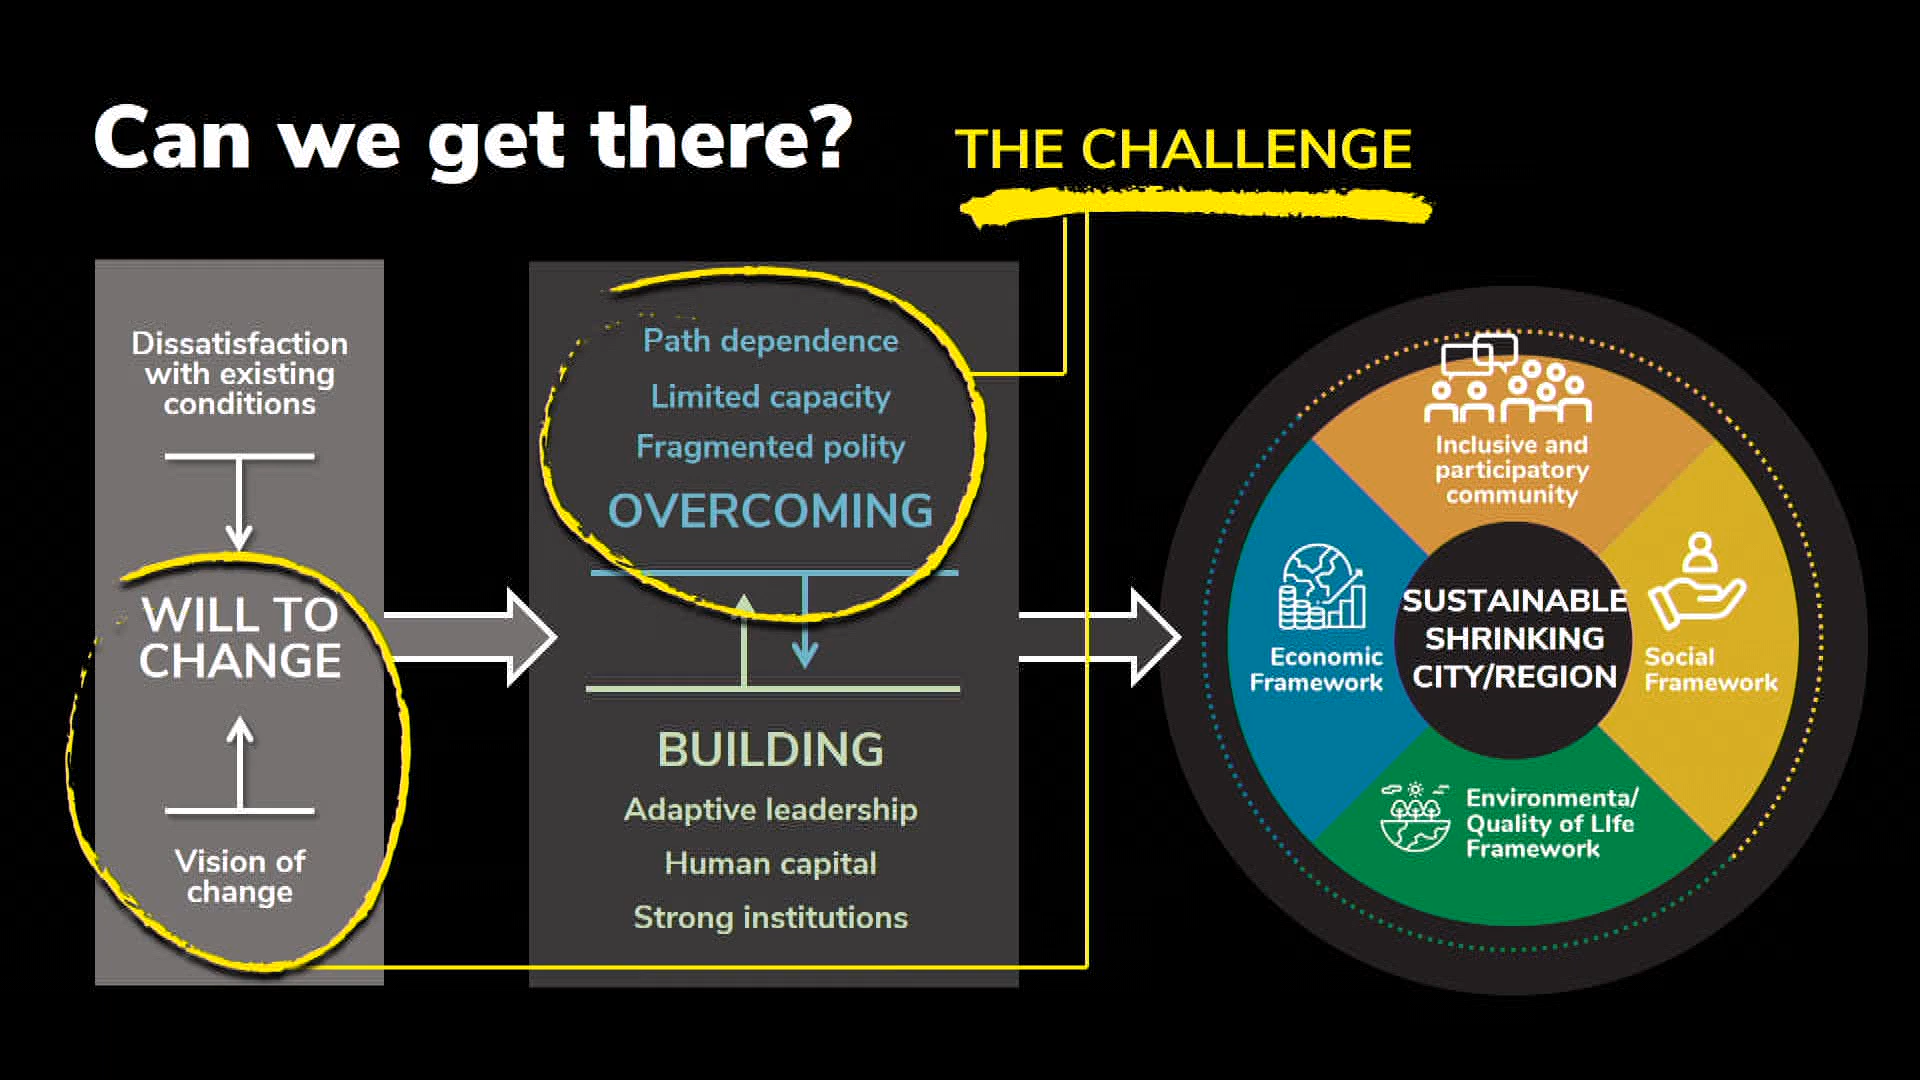 Can we get there?
THE CHALLENGE
Dissatisfaction
with existing
conditions
WILL TO
CHANGE
Vision of
change
Path dependence
Limited capacity
Fragmented polity
OVERCOMING
BUILDING
Adaptive leadership
Human capital
Strong institutions
Inclusive and
participatory
community
Economic
Framework
SUSTAINABLE
SHRINKING
CITY/REGION
Social
Framework
Environmenta/
Quality of LIfe
Framework